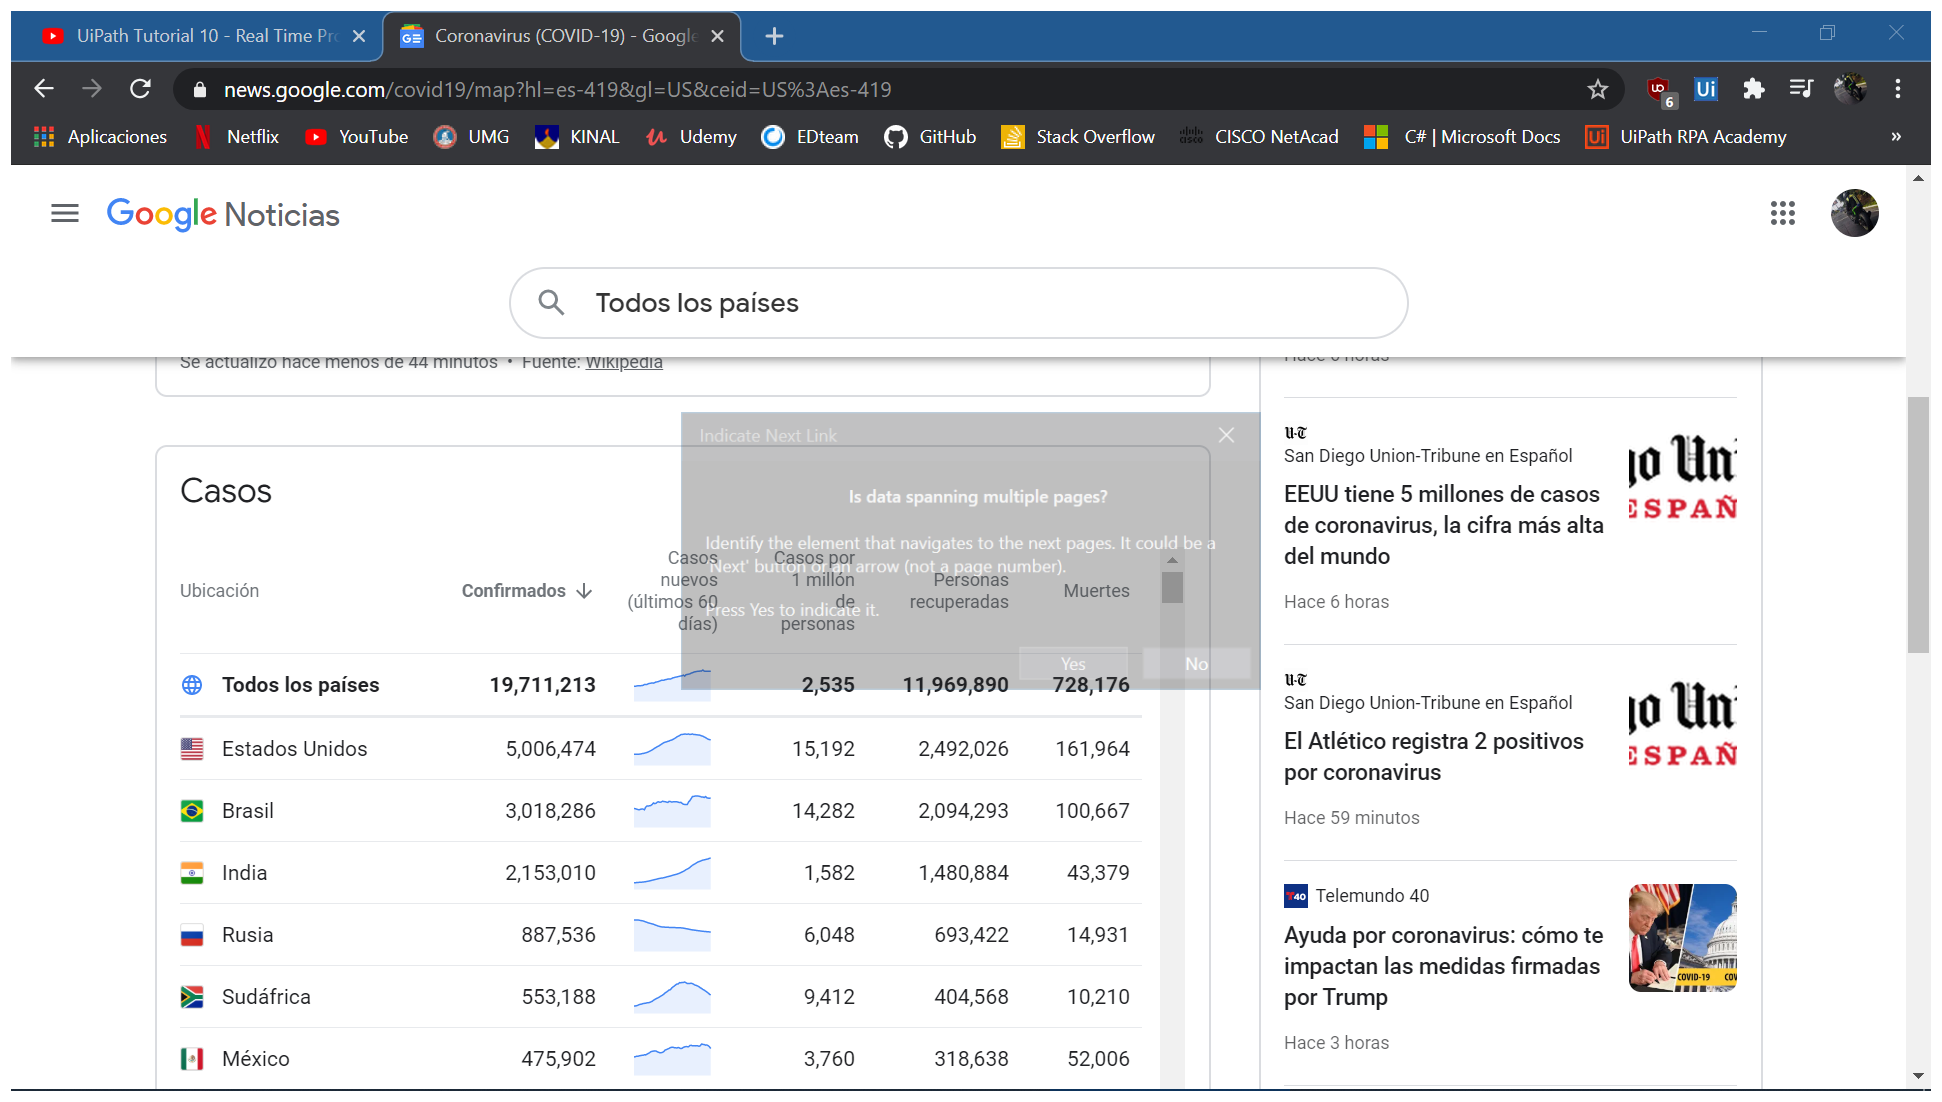 UiPath Tutorial 10 - Real Time Pr
Coronavirus (COVID-19) - Google
news.google.com/covid19/map?hl=es-419&gl=US&ceid=US%3Aes-419
6
Ui
Aplicaciones
Netflix
YouTube
UMG
KINAL
Udemy
EDteam
GitHub
Stack Overflow
CISCO NetAcad
C# | Microsoft Docs
UiPath RPA Academy
»
Google Noticias
Todos los países
Se actualizó hace menos de 44 minutos • Fuente: Wikipedia
Casos
Indicate Next Link
Is data spanning multiple pages?
Identify the element that navigates to the next pages. It could be a
'Next' button or an arrow (not a page number).
Press Yes to indicate it.
Yes No
Ubicación
Confirmados
Casos
nuevos
(últimos 60
días)
Casos por
1 millón
de
personas
Personas
recuperadas
Muertes
Todos los países 19,711,213 2,535 11,969,890 728,176
Estados Unidos 5,006,474 15,192 2,492,026 161,964
Brasil 3,018,286 14,282 2,094,293 100,667
India 2,153,010 1,582 1,480,884 43,379
Rusia 887,536 6,048 693,422 14,931
Sudáfrica 553,188 9,412 404,568 10,210
México 475,902 3,760 318,638 52,006
Hace 6 horas
San Diego Union-Tribune en Español
EEUU tiene 5 millones de casos
de coronavirus, la cifra más alta
del mundo
Hace 6 horas
San Diego Union-Tribune en Español
El Atlético registra 2 positivos
por coronavirus
Hace 59 minutos
Telemundo 40
Ayuda por coronavirus: cómo te
impactan las medidas firmadas
por Trump
Hace 3 horas